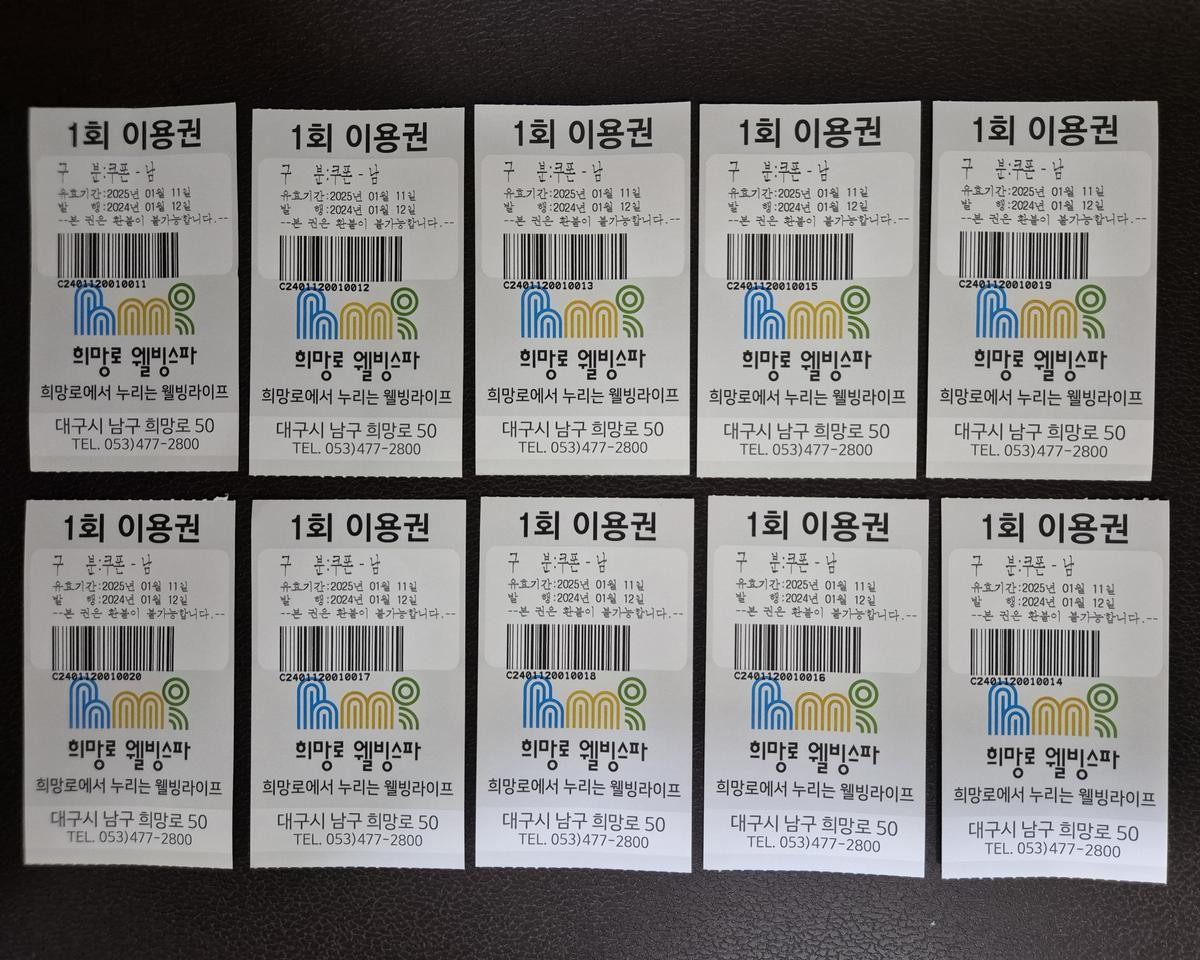 1회 이용권
구 분:쿠폰 - 남
유효기간:2025년 01월 11일
발 행:2024년 01월 12일
--본 권은 환불이 불가능합니다.--
C2401120010011
hmr
희망로 웰빙스파
희망로에서 누리는 웰빙라이프
대구시 남구 희망로 50
TEL. 053)477-2800
1회 이용권
구 분:쿠폰 - 남
유효기간:2025년 01월 11일
발 행:2024년 01월 12일
--본 권은 환불이 불가능합니다.--
C2401120010012
hmr
희망로 웰빙스파
희망로에서 누리는 웰빙라이프
대구시 남구 희망로 50
TEL. 053)477-2800
1회 이용권
구 분:쿠폰 - 남
유효기간:2025년 01월 11일
발 행:2024년 01월 12일
--본 권은 환불이 불가능합니다.--
C2401120010013
hmr
희망로 웰빙스파
희망로에서 누리는 웰빙라이프
대구시 남구 희망로 50
TEL. 053)477-2800
1회 이용권
구 분:쿠폰 - 남
유효기간:2025년 01월 11일
발 행:2024년 01월 12일
--본 권은 환불이 불가능합니다.--
C2401120010015
hmr
희망로 웰빙스파
희망로에서 누리는 웰빙라이프
대구시 남구 희망로 50
TEL. 053)477-2800
1회 이용권
구 분:쿠폰 - 남
유효기간:2025년 01월 11일
발 행:2024년 01월 12일
--본 권은 환불이 불가능합니다.--
C2401120010019
hmr
희망로 웰빙스파
희망로에서 누리는 웰빙라이프
대구시 남구 희망로 50
TEL. 053)477-2800
1회 이용권
구 분:쿠폰 - 남
유효기간:2025년 01월 11일
발 행:2024년 01월 12일
--본 권은 환불이 불가능합니다.--
C2401120010020
hmr
희망로 웰빙스파
희망로에서 누리는 웰빙라이프
대구시 남구 희망로 50
TEL. 053)477-2800
1회 이용권
구 분:쿠폰 - 남
유효기간:2025년 01월 11일
발 행:2024년 01월 12일
--본 권은 환불이 불가능합니다.--
C2401120010017
hmr
희망로 웰빙스파
희망로에서 누리는 웰빙라이프
대구시 남구 희망로 50
TEL. 053)477-2800
1회 이용권
구 분:쿠폰 - 남
유효기간:2025년 01월 11일
발 행:2024년 01월 12일
--본 권은 환불이 불가능합니다.--
C2401120010018
hmr
희망로 웰빙스파
희망로에서 누리는 웰빙라이프
대구시 남구 희망로 50
TEL. 053)477-2800
1회 이용권
구 분:쿠폰 - 남
유효기간:2025년 01월 11일
발 행:2024년 01월 12일
--본 권은 환불이 불가능합니다.--
C2401120010016
hmr
희망로 웰빙스파
희망로에서 누리는 웰빙라이프
대구시 남구 희망로 50
TEL. 053)477-2800
1회 이용권
구 분:쿠폰 - 남
유효기간:2025년 01월 11일
발 행:2024년 01월 12일
--본 권은 환불이 불가능합니다.--
C2401120010014
hmr
희망로 웰빙스파
희망로에서 누리는 웰빙라이프
대구시 남구 희망로 50
TEL. 053)477-2800